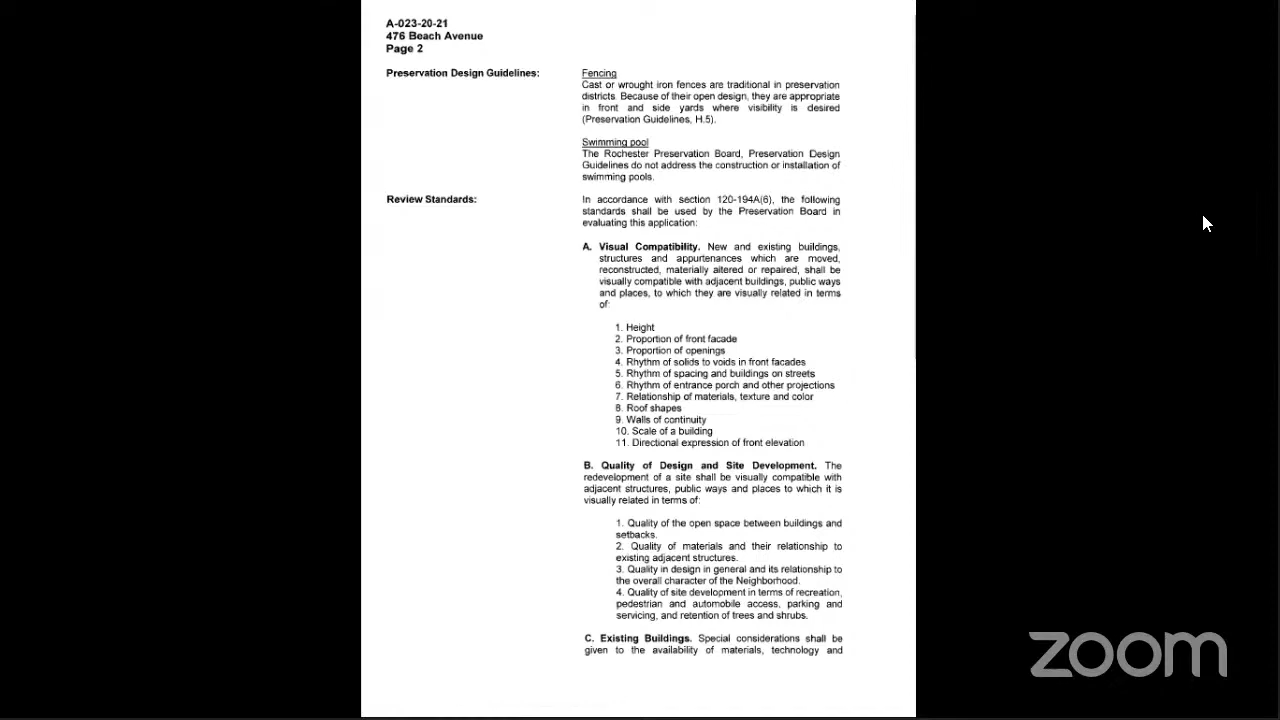 A-023-20-21
476 Beach Avenue
Page 2
Preservation Design Guidelines:
Fencing
Cast or wrought iron fences are traditional in preservation
districts. Because of their open design, they are appropriate
in front and side yards where visibility is desired
(Preservation Guidelines, H.5).
Swimming pool
The Rochester Preservation Board, Preservation Design
Guidelines do not address the construction or installation of
swimming pools.
Review Standards:
In accordance with section 120-194A(6), the following
standards shall be used by the Preservation Board in
evaluating this application:
A. Visual Compatibility. New and existing buildings,
structures and appurtenances which are moved,
reconstructed, materially altered or repaired, shall be
visually compatible with adjacent buildings, public ways
and places, to which they are visually related in terms
of:
1. Height
2. Proportion of front facade
3. Proportion of openings
4. Rhythm of solids to voids in front facades
5. Rhythm of spacing and buildings on streets
6. Rhythm of entrance porch and other projections
7. Relationship of materials, texture and color
8. Roof shapes
9. Walls of continuity
10. Scale of a building
11. Directional expression of front elevation
B. Quality of Design and Site Development. The
redevelopment of a site shall be visually compatible with
adjacent structures, public ways and places to which it is
visually related in terms of:
1. Quality of the open space between buildings and
setbacks.
2. Quality of materials and their relationship to
existing adjacent structures.
3. Quality in design in general and its relationship to
the overall character of the Neighborhood.
4. Quality of site development in terms of recreation,
pedestrian and automobile access, parking and
servicing, and retention of trees and shrubs.
C. Existing Buildings. Special considerations shall be
given to the availability of materials, technology and
zoom